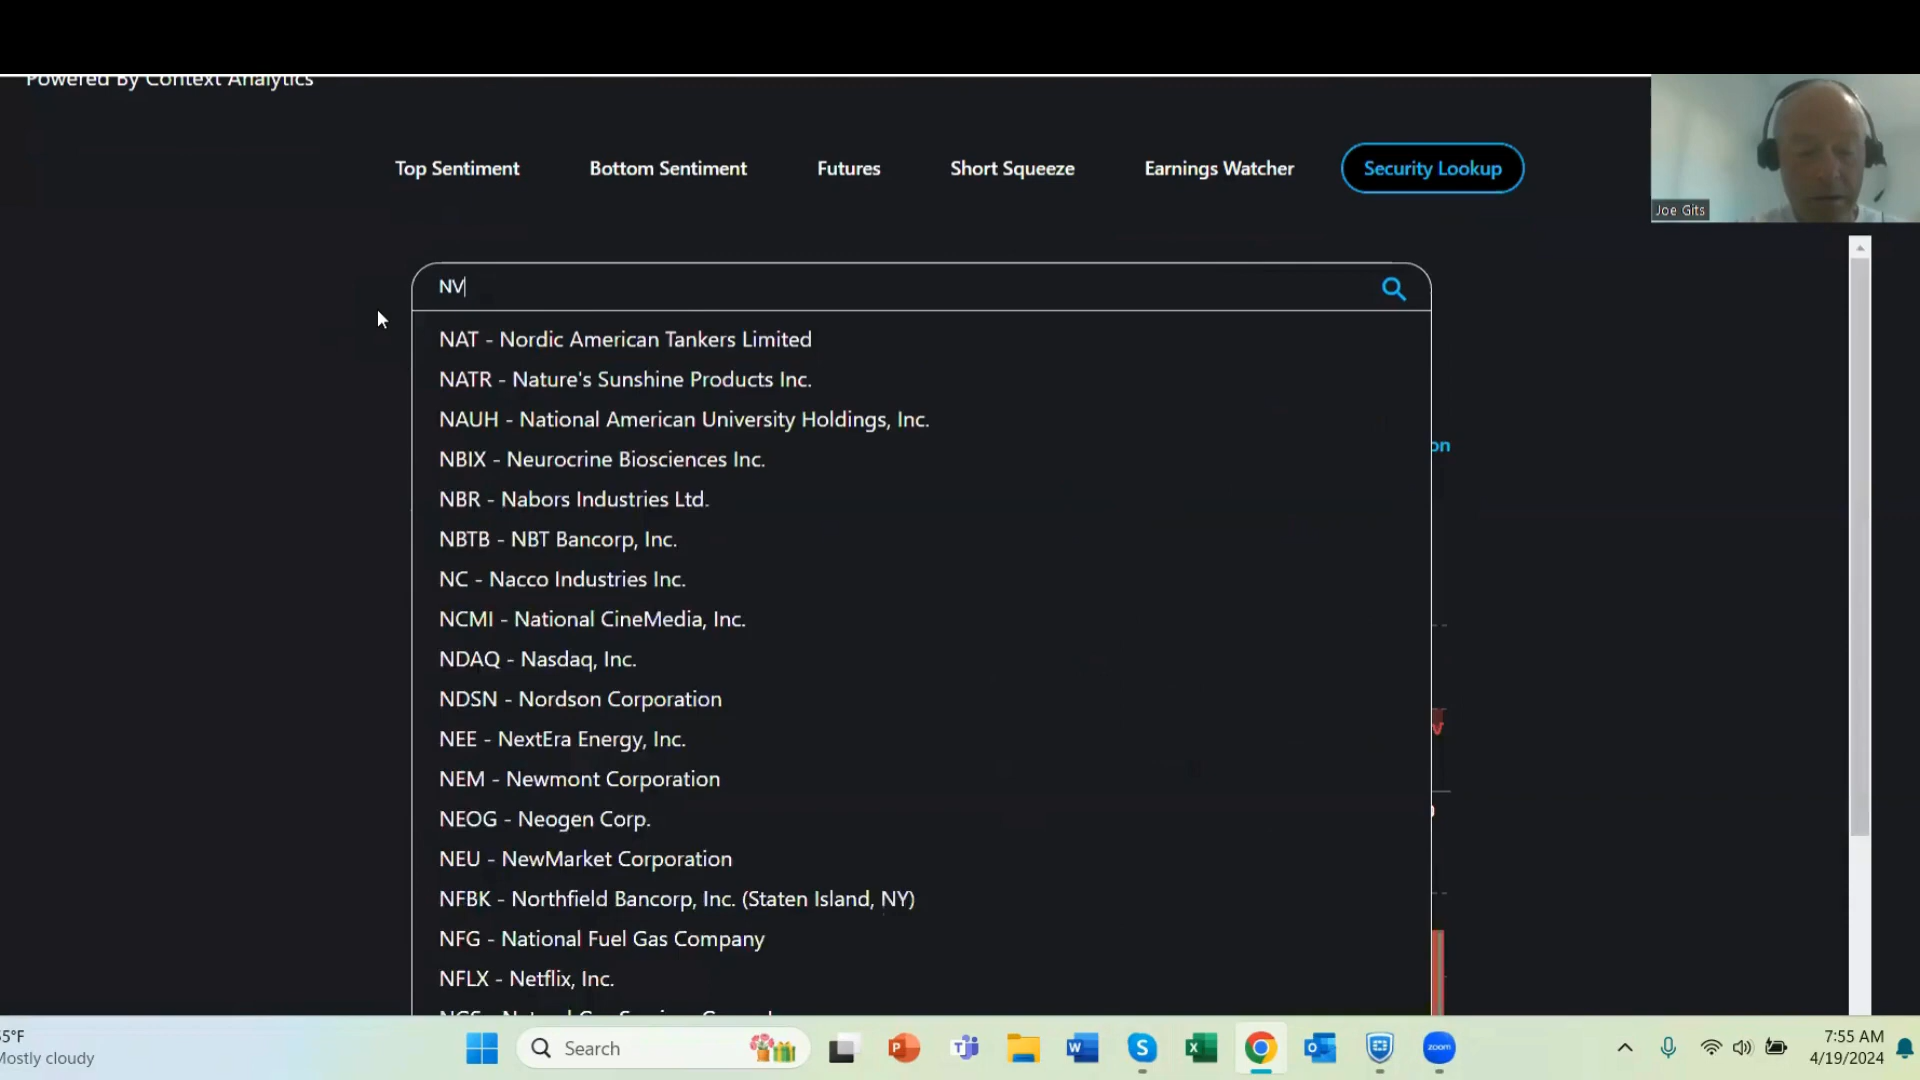 Powered By Context Analytics
Top Sentiment
Bottom Sentiment
Futures
Short Squeeze
Earnings Watcher
Security Lookup
Joe Gits
NV
NAT - Nordic American Tankers Limited
NATR - Nature's Sunshine Products Inc.
NAUH - National American University Holdings, Inc.
on
NBIX - Neurocrine Biosciences Inc.
NBR - Nabors Industries Ltd.
NBTB - NBT Bancorp, Inc.
NC - Nacco Industries Inc.
NCMI - National CineMedia, Inc.
NDAQ - Nasdaq, Inc.
NDSN - Nordson Corporation
NEE - NextEra Energy, Inc.
NEM - Newmont Corporation
NEOG - Neogen Corp.
NEU - NewMarket Corporation
NFBK - Northfield Bancorp, Inc. (Staten Island, NY)
NFG - National Fuel Gas Company
NFLX - Netflix, Inc.
5°F
Mostly cloudy
Search
zoom
7:55 AM
4/19/2024